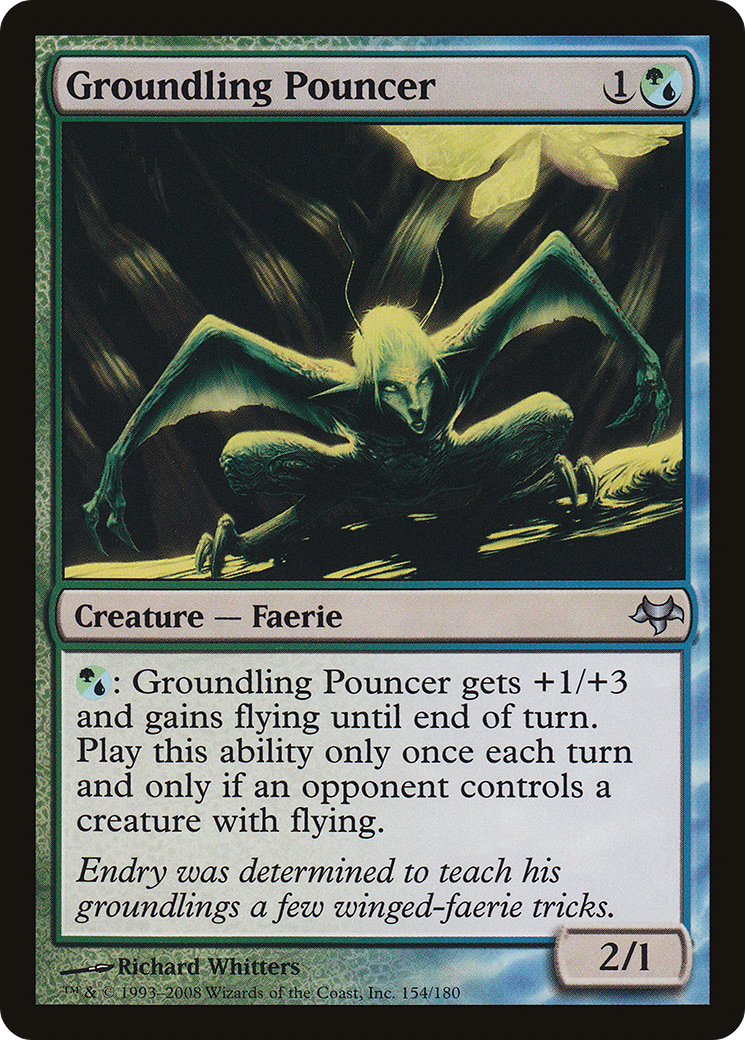 Groundling Pouncer 1
Creature — Faerie
: Groundling Pouncer gets +1/+3
and gains flying until end of turn.
Play this ability only once each turn
and only if an opponent controls a
creature with flying.
Endry was determined to teach his
groundlings a few winged-faerie tricks.
2/1
Richard Whitters
™ & © 1993–2008 Wizards of the Coast, Inc. 154/180